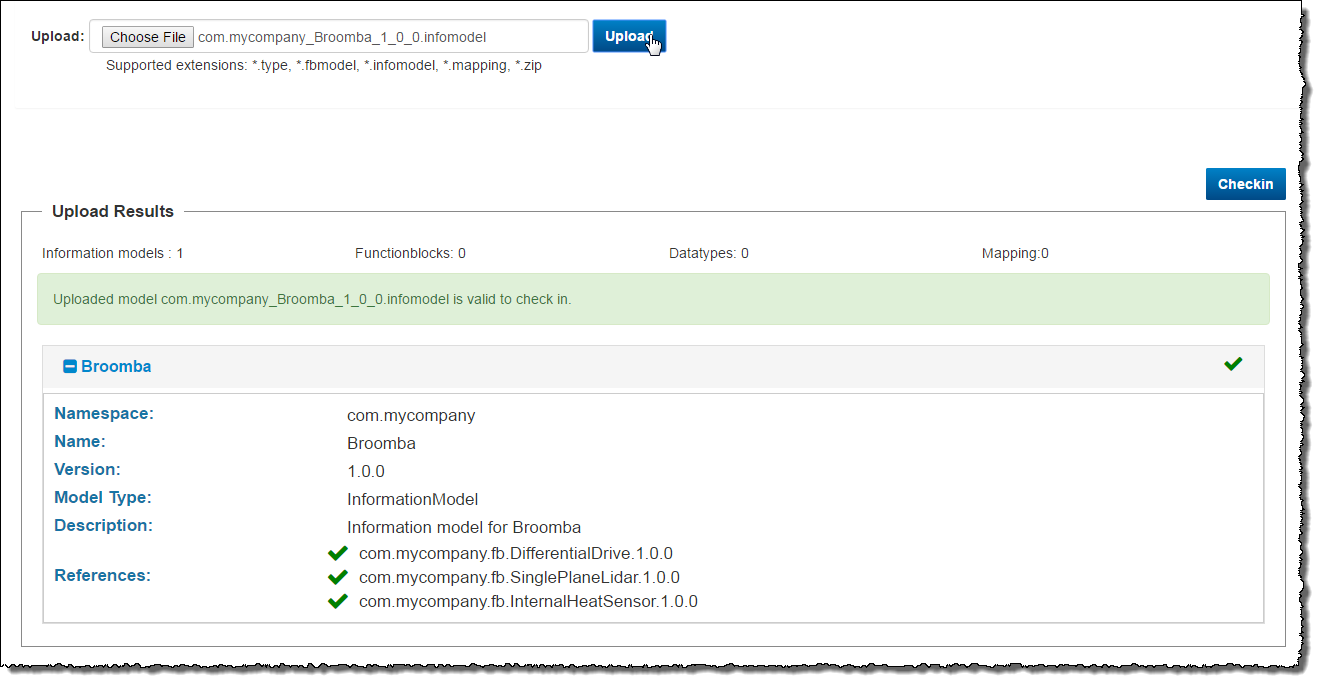 Upload: Choose File com.mycompany_Broomba_1_0_0.infomodel Upload
Supported extensions: *.type, *.fbmodel, *.infomodel, *.mapping, *.zip
Checkin
Upload Results
Information models : 1 Functionblocks: 0 Datatypes: 0 Mapping:0
Uploaded model com.mycompany_Broomba_1_0_0.infomodel is valid to check in.
Broomba
Namespace: com.mycompany
Name: Broomba
Version: 1.0.0
Model Type: InformationModel
Description: Information model for Broomba
com.mycompany.fb.DifferentialDrive.1.0.0
References: com.mycompany.fb.SinglePlaneLidar.1.0.0
com.mycompany.fb.InternalHeatSensor.1.0.0